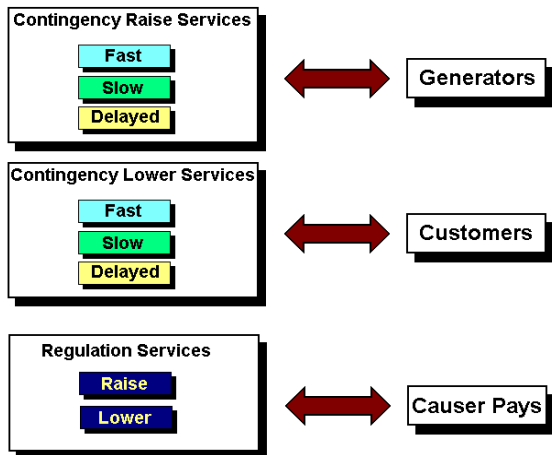 Contingency Raise Services
Fast
Slow
Delayed
Generators
Contingency Lower Services
Fast
Slow
Delayed
Customers
Regulation Services
Raise
Lower
Causer Pays